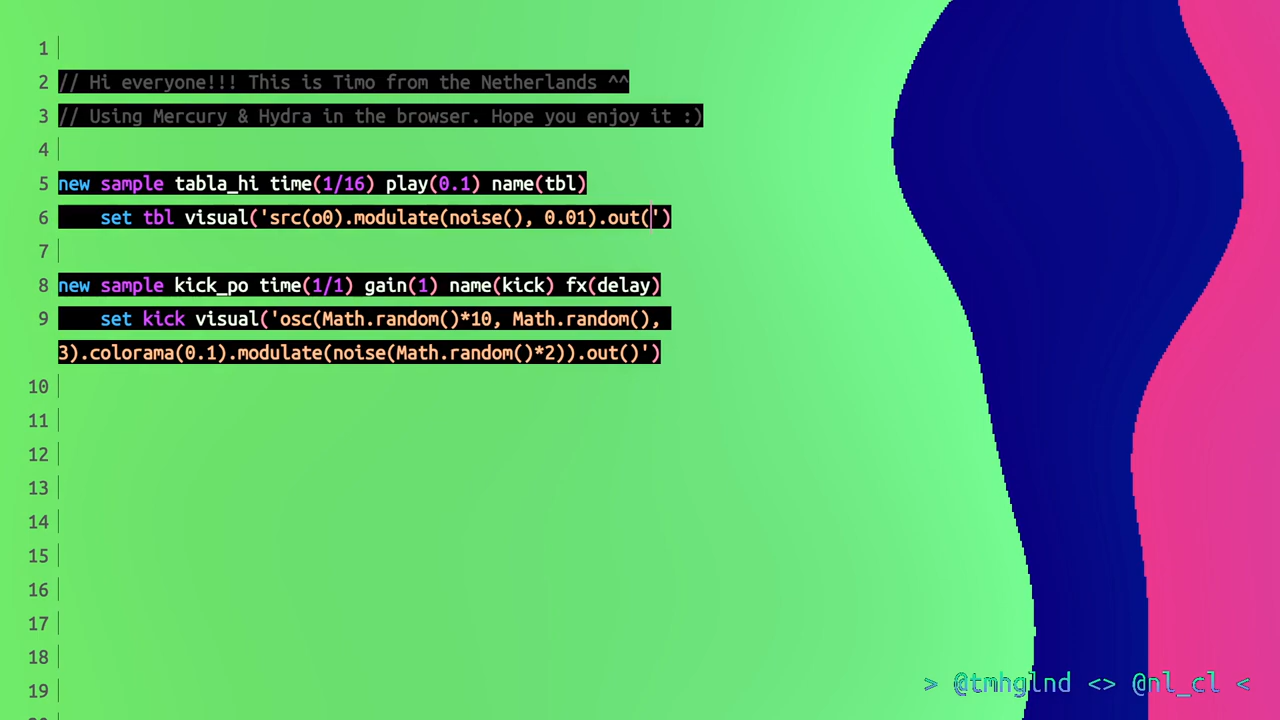 1
2 // Hi everyone!!! This is Timo from the Netherlands ^^
3 // Using Mercury & Hydra in the browser. Hope you enjoy it :)
4
5 new sample tabla_hi time(1/16) play(0.1) name(tbl)
6     set tbl visual('src(o0).modulate(noise(), 0.01).out(')
7
8 new sample kick_po time(1/1) gain(1) name(kick) fx(delay)
9     set kick visual('osc(Math.random()*10, Math.random(),
3).colorama(0.1).modulate(noise(Math.random()*2)).out()')
10
11
12
13
14
15
16
17
18
19
> @tmhglnd <> @nl_cl <